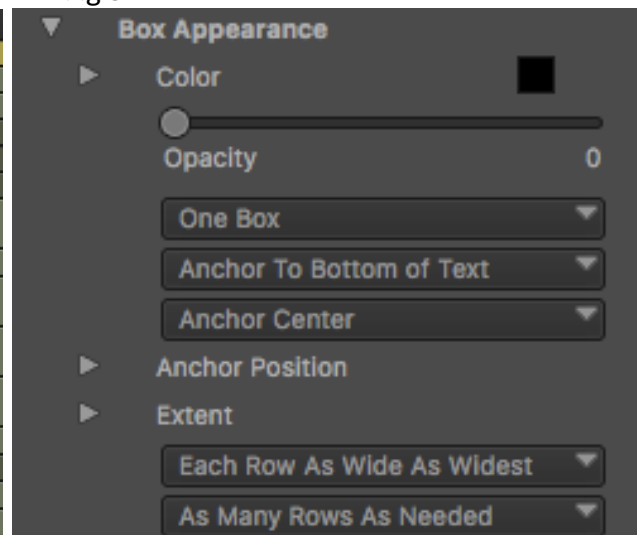 Box Appearance
Color
Opacity 0
One Box
Anchor To Bottom of Text
Anchor Center
Anchor Position
Extent
Each Row As Wide As Widest
As Many Rows As Needed